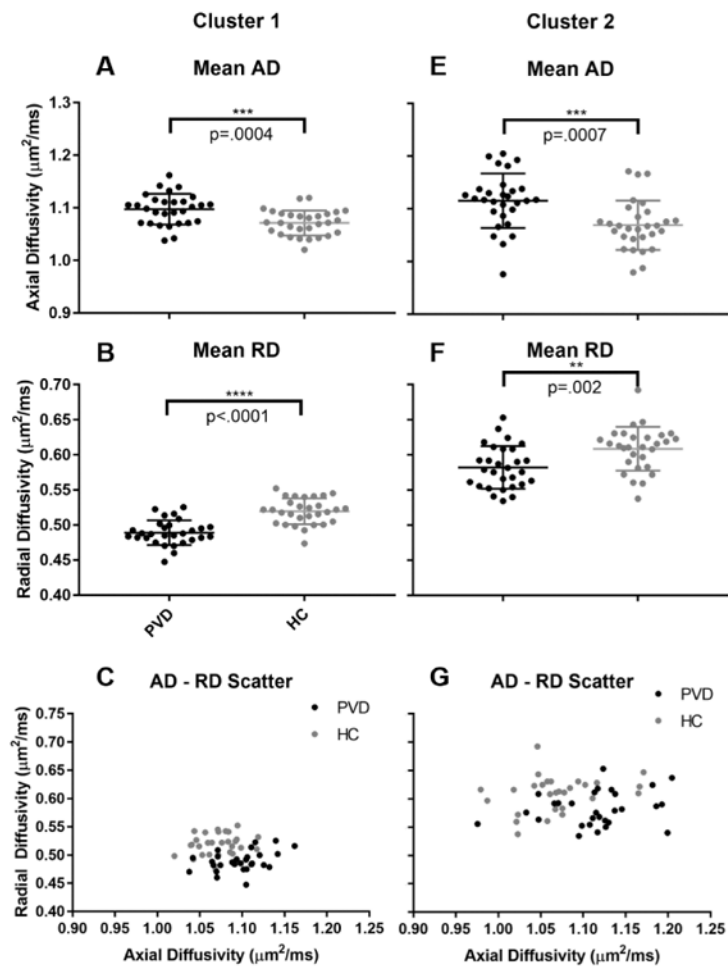 Cluster 1
Cluster 2
A
Mean AD
E
Mean AD
***
p=.0004
***
p=.0007
Axial Diffusivity (μm²/ms)
1.3
1.2
1.1
1.0
0.9
B
Mean RD
F
Mean RD
****
p<.0001
**
p=.002
Radial Diffusivity (μm²/ms)
0.70
0.65
0.60
0.55
0.50
0.45
0.40
PVD
HC
C
AD - RD Scatter
G
AD - RD Scatter
PVD
HC
PVD
HC
Radial Diffusivity (μm²/ms)
0.75
0.70
0.65
0.60
0.55
0.50
0.45
0.40
0.90 0.95 1.00 1.05 1.10 1.15 1.20 1.25
0.90 0.95 1.00 1.05 1.10 1.15 1.20 1.25
Axial Diffusivity (μm²/ms)
Axial Diffusivity (μm²/ms)